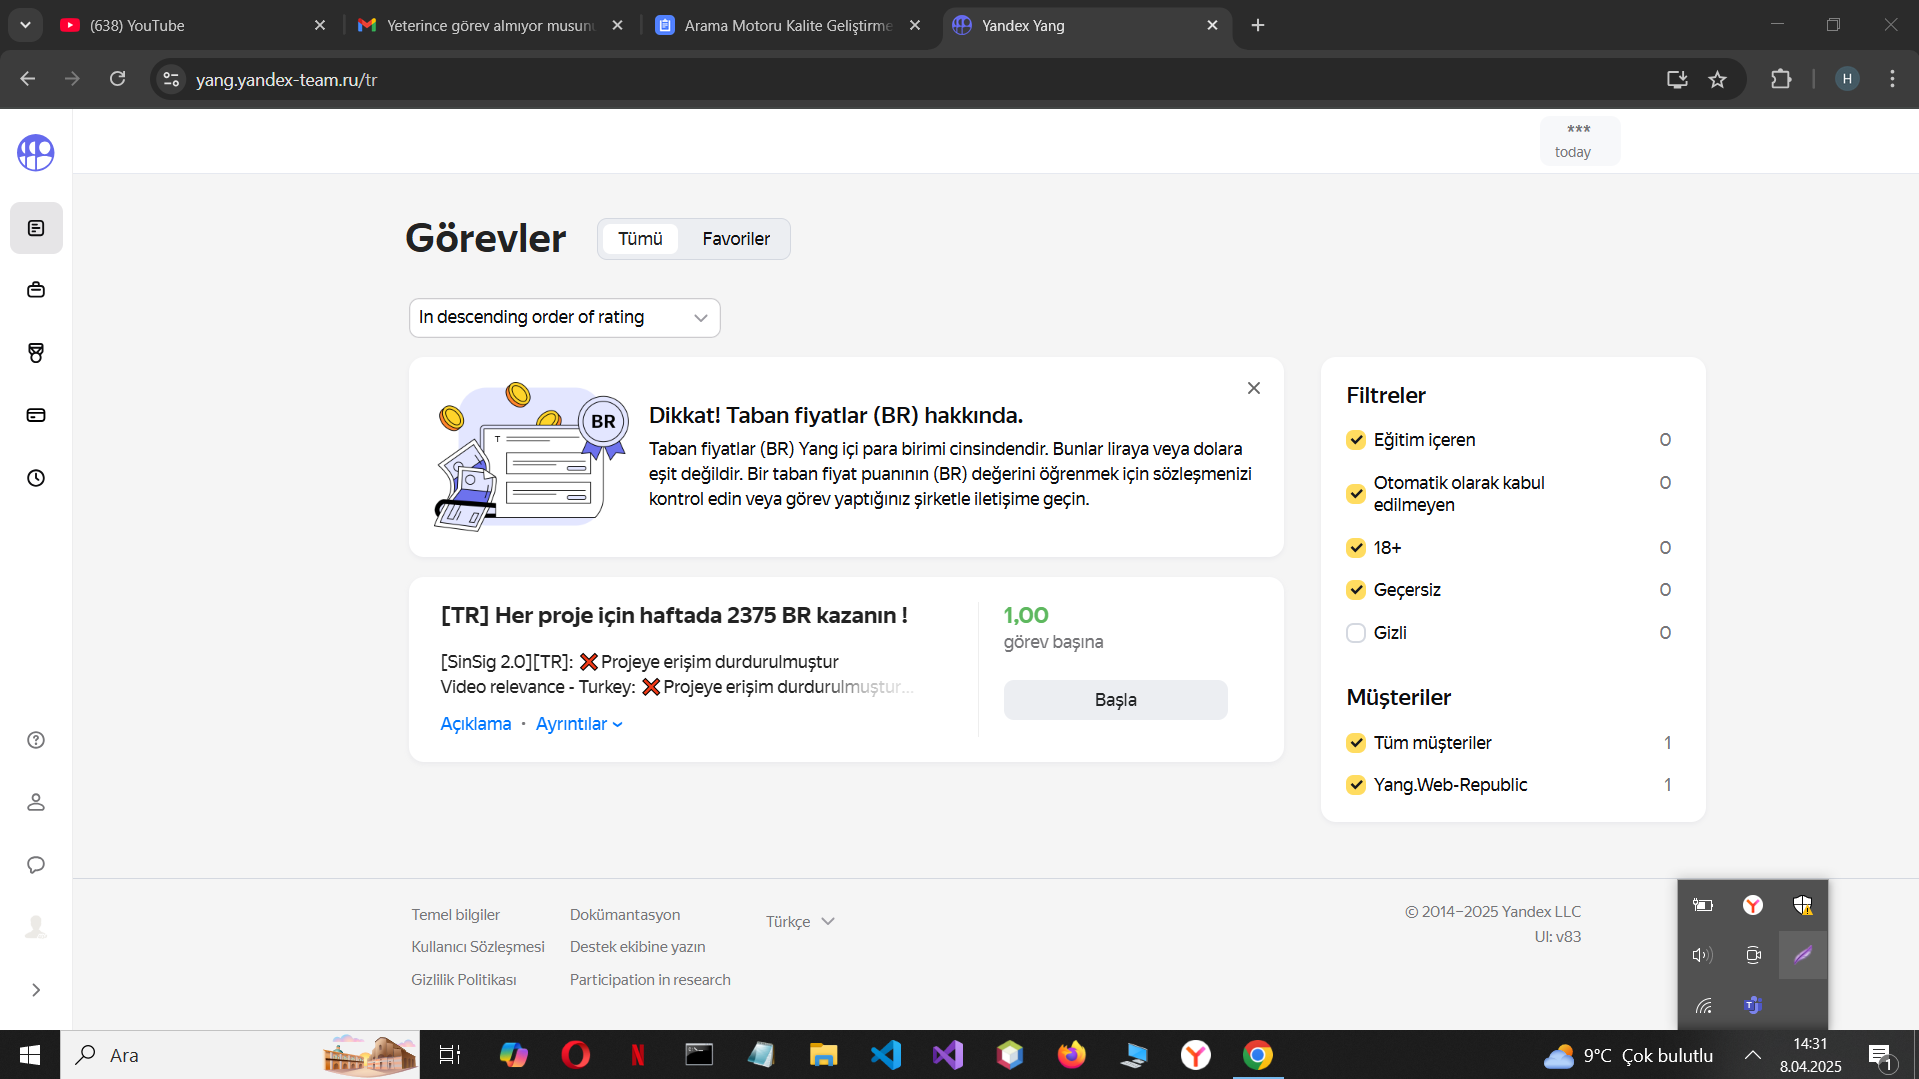 (638) YouTube
Yeterince görev almıyor musunu
Arama Motoru Kalite Geliştirme
Yandex Yang
yang.yandex-team.ru/tr
H
***
today
Görevler
Tümü
Favoriler
In descending order of rating
BR
T
Dikkat! Taban fiyatlar (BR) hakkında.
Taban fiyatlar (BR) Yang içi para birimi cinsindendir. Bunlar liraya veya dolara
eşit değildir. Bir taban fiyat puanının (BR) değerini öğrenmek için sözleşmenizi
kontrol edin veya görev yaptığınız şirketle iletişime geçin.
[TR] Her proje için haftada 2375 BR kazanın !
[SinSig 2.0][TR]: ❌Projeye erişim durdurulmuştur
Video relevance - Turkey: ❌Projeye erişim durdurulmuştur...
Açıklama · Ayrıntılar
1,00
görev başına
Başla
Filtreler
Eğitim içeren 0
Otomatik olarak kabul
edilmeyen 0
18+ 0
Geçersiz 0
Gizli 0
Müşteriler
Tüm müşteriler 1
Yang.Web-Republic 1
Temel bilgiler
Kullanıcı Sözleşmesi
Gizlilik Politikası
Dokümantasyon
Destek ekibine yazın
Participation in research
Türkçe
© 2014–2025 Yandex LLC
UI: v83
Ara
9°C Çok bulutlu
14:31
8.04.2025
1